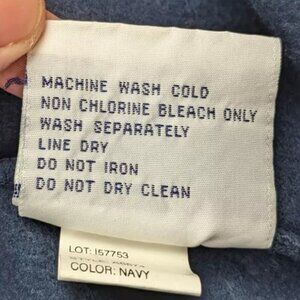 MACHINE WASH COLD
NON CHLORINE BLEACH ONLY
WASH SEPARATELY
LINE DRY
DO NOT IRON
DO NOT DRY CLEAN
LOT: I57753
COLOR: NAVY